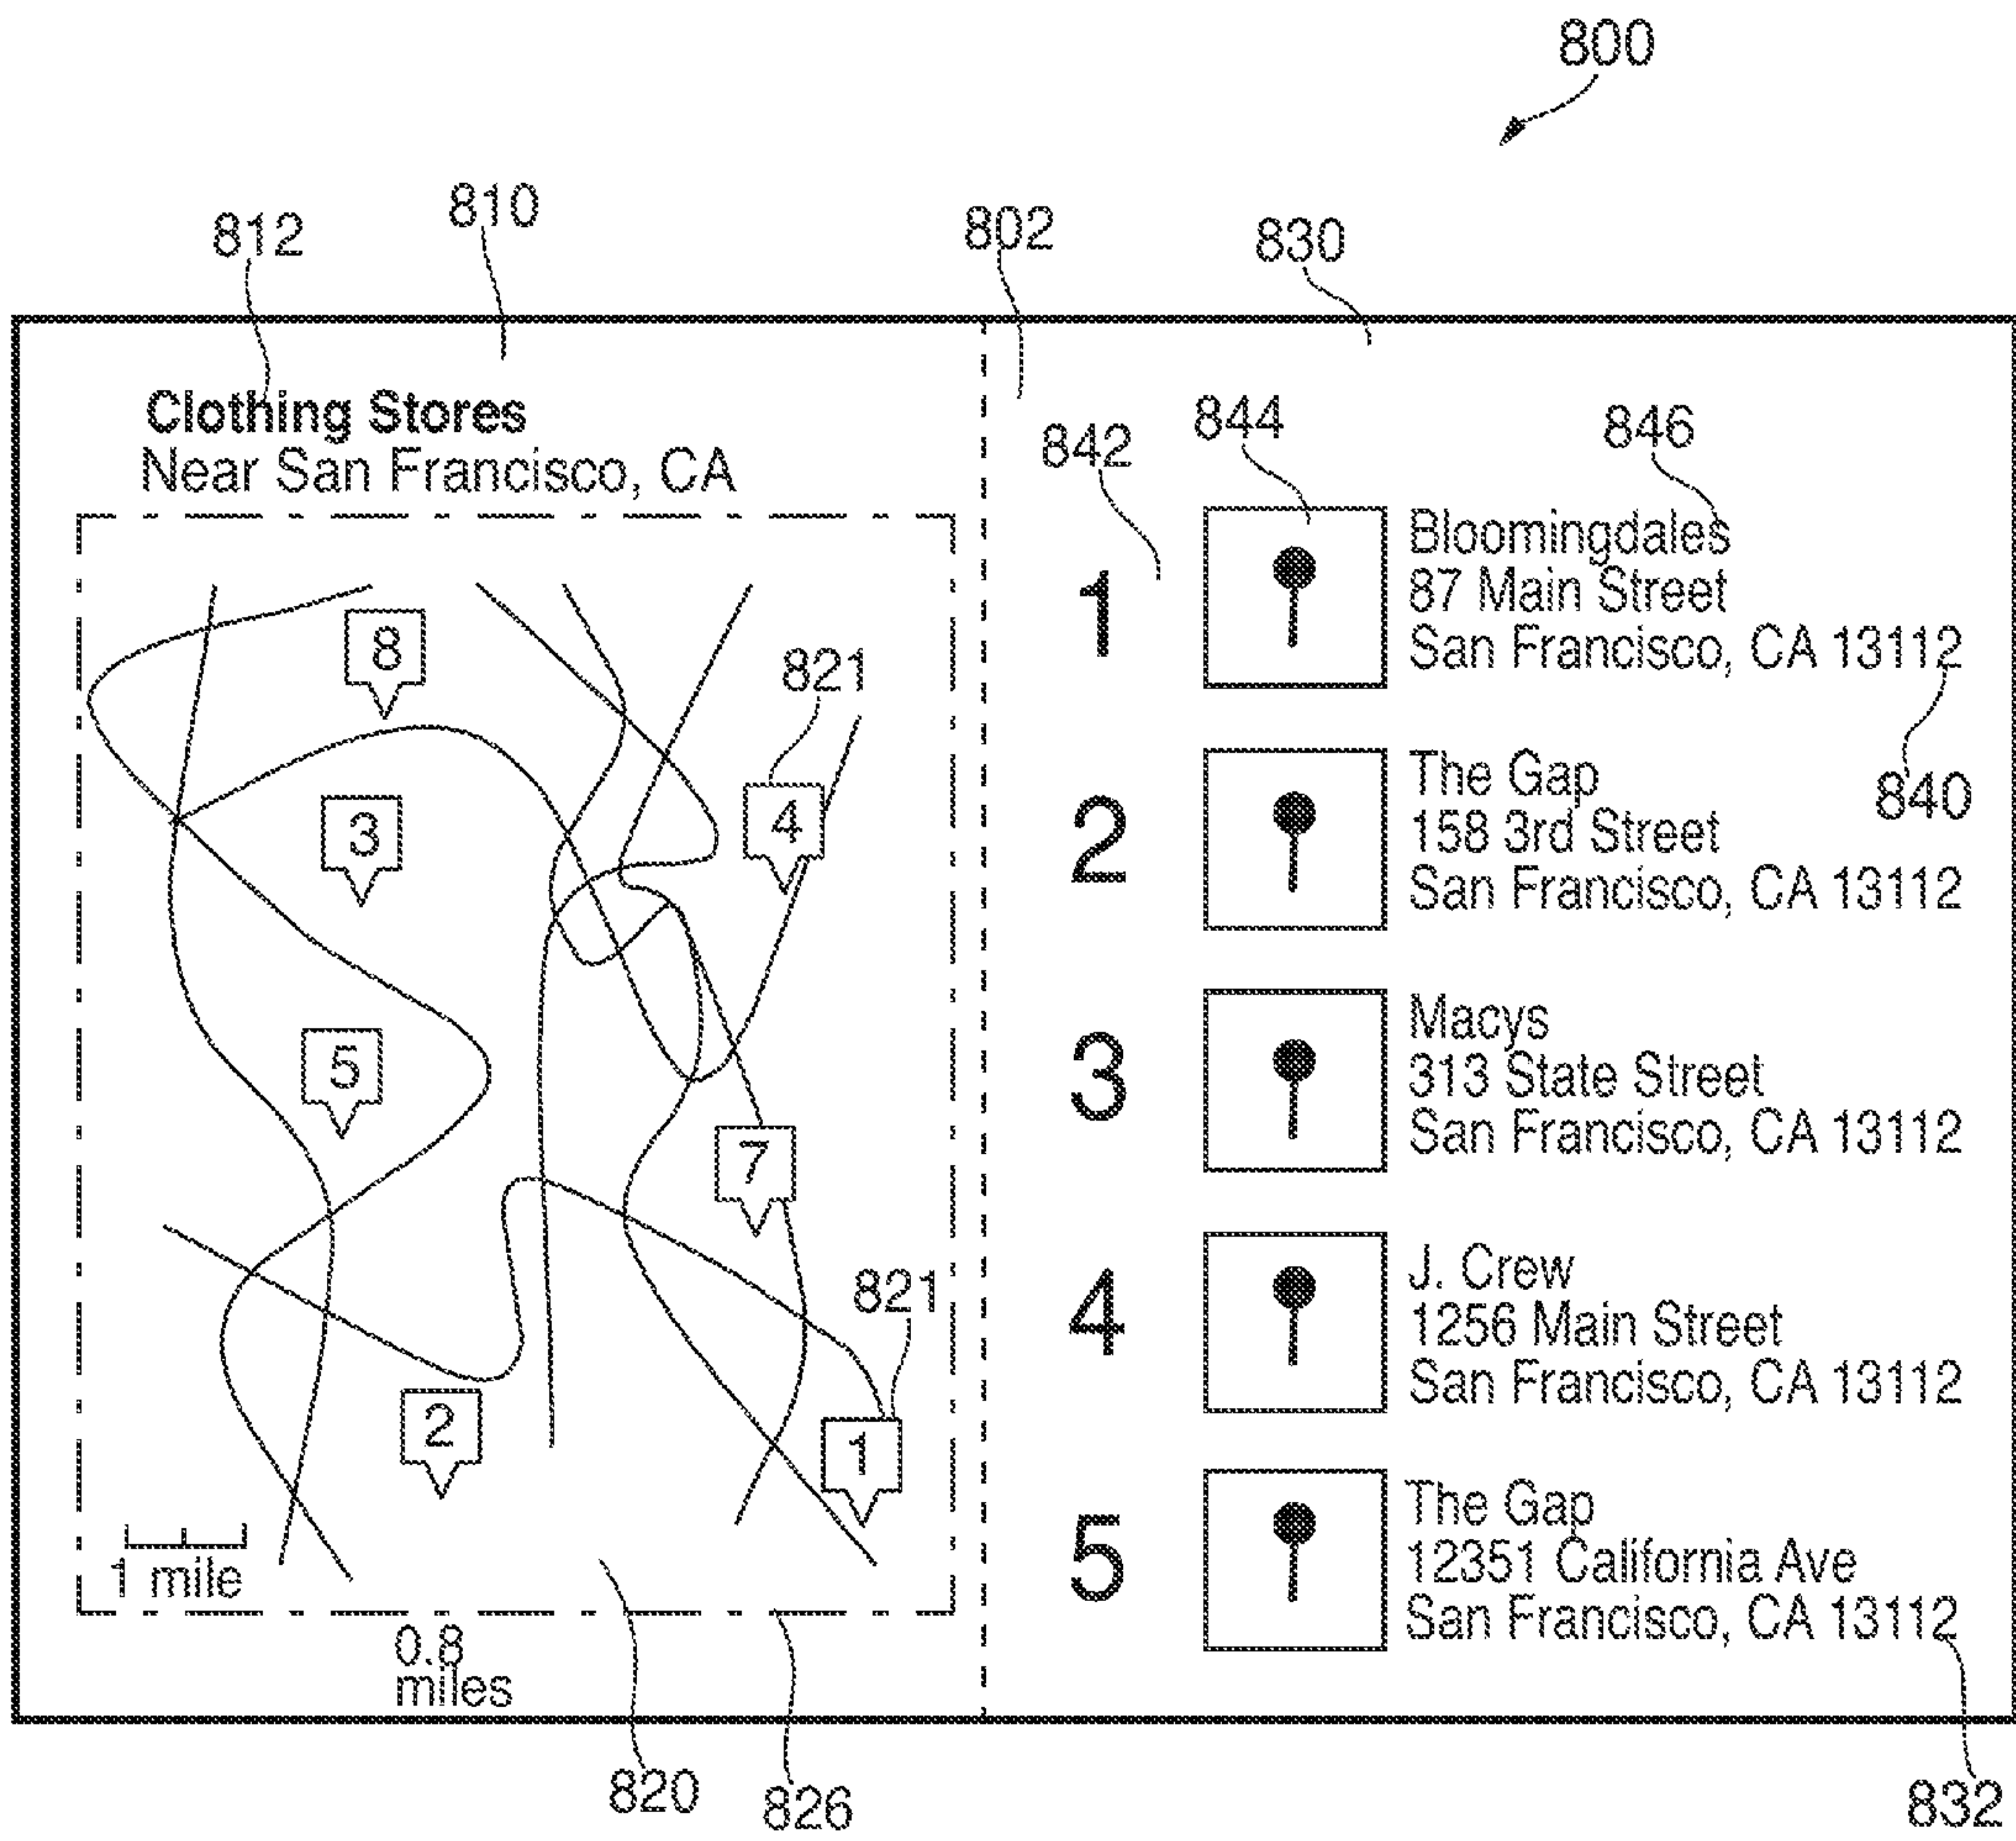 800
812
810
802
830
Clothing Stores
Near San Francisco, CA
8
821
3
4
5
7
821
2
1
1 mile
0.8
miles
820
826
842
844
846
1
Bloomingdales
87 Main Street
San Francisco, CA 13112
840
2
The Gap
158 3rd Street
San Francisco, CA 13112
3
Macys
313 State Street
San Francisco, CA 13112
4
J. Crew
1256 Main Street
San Francisco, CA 13112
5
The Gap
12351 California Ave
San Francisco, CA 13112
832